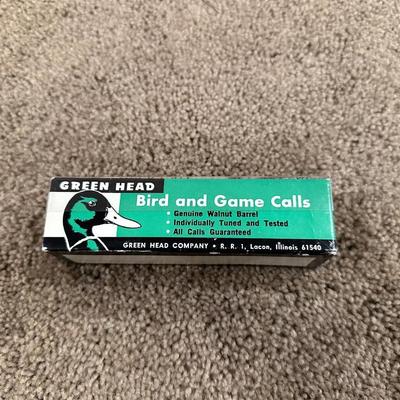 GREEN HEAD
Bird and Game Calls
• Genuine Walnut Barrel
• Individually Tuned and Tested
• All Calls Guaranteed
GREEN HEAD COMPANY • R. R. 1, Lacon, Illinois 61540